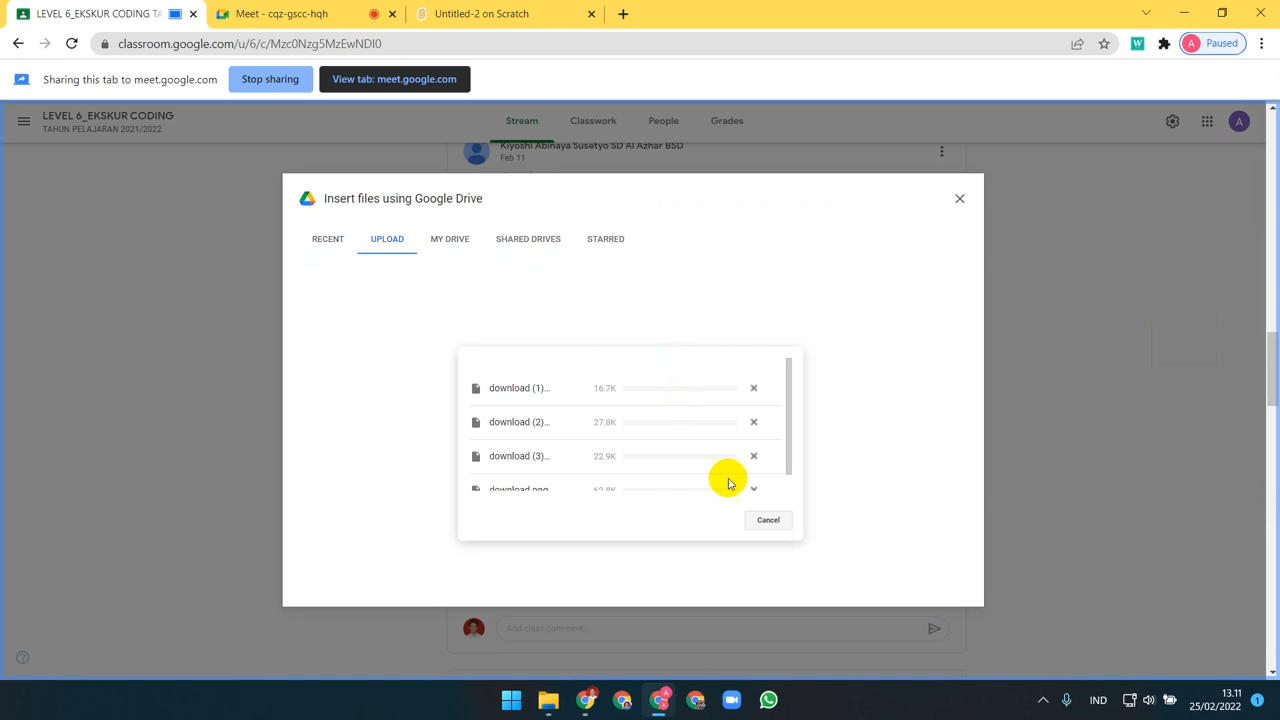 LEVEL 6_EKSKUR CODING TA
Meet - cqz-gscc-hqh
Untitled-2 on Scratch
classroom.google.com/u/6/c/Mzc0Nzg5MzEwNDI0
Paused
Sharing this tab to meet.google.com
Stop sharing
View tab: meet.google.com
LEVEL 6_EKSKUR CODING
TAHUN PELAJARAN 2021/2022
Stream
Classwork
People
Grades
A
Kiyoshi Abinaya Susetyo SD Al Azhar BSD
Feb 11
Insert files using Google Drive
RECENT
UPLOAD
MY DRIVE
SHARED DRIVES
STARRED
download (1)... 16.7K
download (2)... 27.8K
download (3)... 22.9K
download.png 62.8K
Cancel
Add class comment...
IND
13.11
25/02/2022